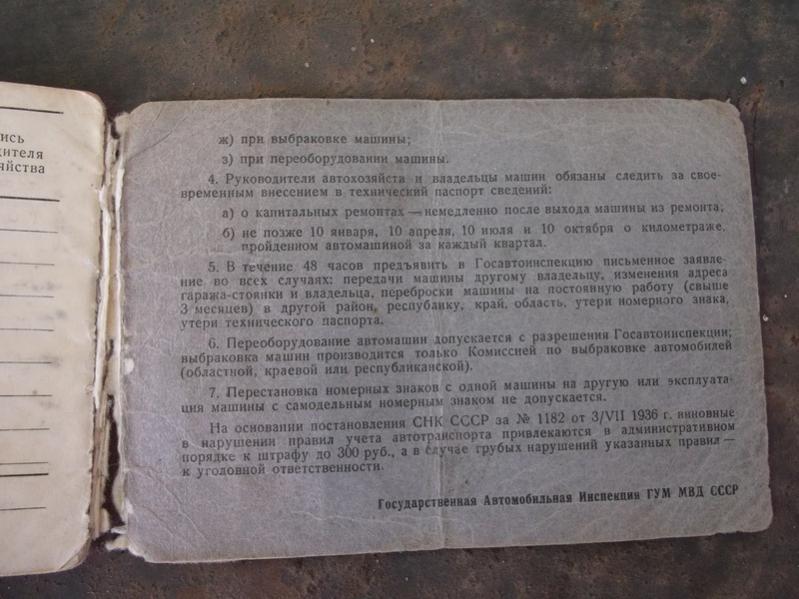 ись
дителя
яйства
ж) при выбраковке машины;
з) при переоборудовании машины.
4. Руководители автохозяйств и владельцы машин обязаны следить за свое-
временным внесением в технический паспорт сведений:
а) о капитальных ремонтах — немедленно после выхода машины из ремонта;
б) не позже 10 января, 10 апреля, 10 июля и 10 октября о километраже,
пройденном автомашиной за каждый квартал.
5. В течение 48 часов предъявить в Госавтоинспекцию письменное заявле-
ние во всех случаях: передачи машины другому владельцу, изменения адреса
гаража-стоянки и владельца, переброски машины на постоянную работу (свыше
3 месяцев) в другой район, республику, край, область, утери номерного знака,
утери технического паспорта.
6. Переоборудование автомашин допускается с разрешения Госавтоинспекции;
выбраковка машин производится только Комиссией по выбраковке автомобилей
(областной, краевой или республиканской).
7. Перестановка номерных знаков с одной машины на другую или эксплуата-
ция машины с самодельным номерным знаком не допускается.
На основании постановления СНК СССР за № 1182 от 3/VII 1936 г. виновные
в нарушении правил учета автотранспорта привлекаются в административном
порядке к штрафу до 300 руб., а в случае грубых нарушений указанных правил —
к уголовной ответственности.
Государственная Автомобильная Инспекция ГУМ МВД СССР